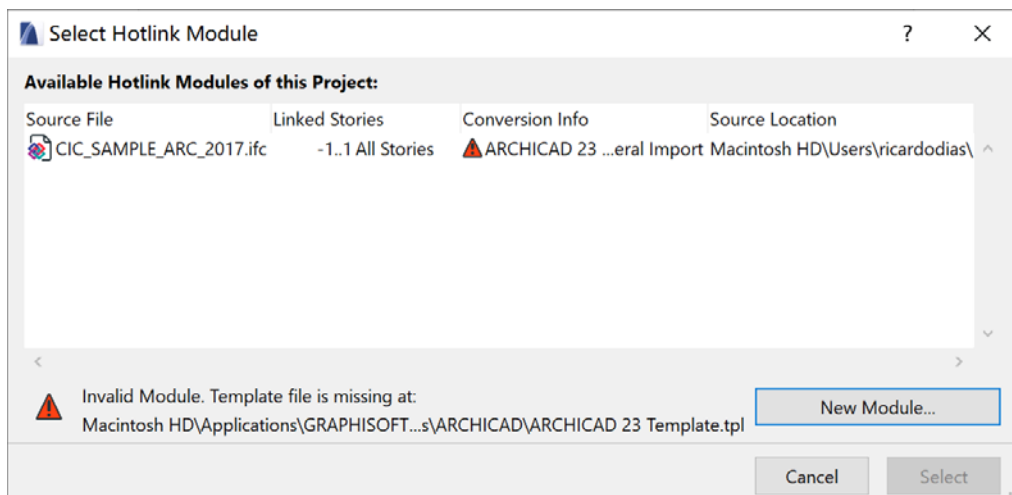 Select Hotlink Module
?
Available Hotlink Modules of this Project:
Source File Linked Stories Conversion Info Source Location
CIC_SAMPLE_ARC_2017.ifc -1..1 All Stories ARCHICAD 23 ...eral Import Macintosh HD\Users\ricardodias\
Invalid Module. Template file is missing at:
New Module...
Macintosh HD\Applications\GRAPHISOFT...s\ARCHICAD\ARCHICAD 23 Template.tpl
Cancel Select